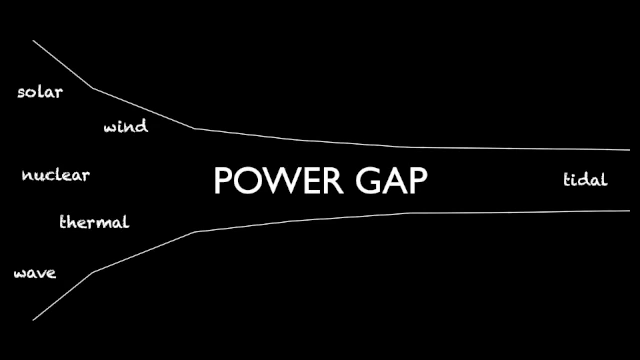 solar
wind
nuclear
POWER GAP
tidal
thermal
wave